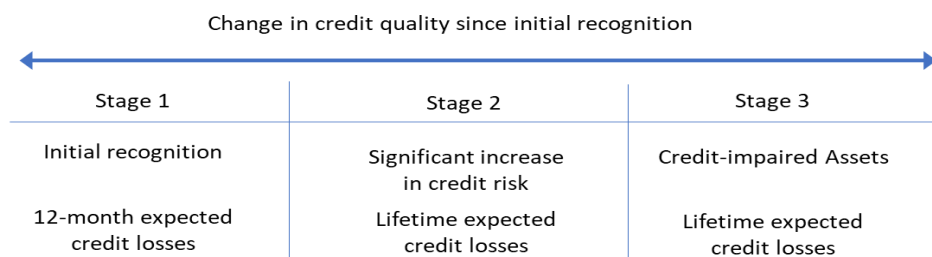 Change in credit quality since initial recognition
Stage 1
Stage 2
Stage 3
Initial recognition
Significant increase
in credit risk
Credit-impaired Assets
12-month expected
credit losses
Lifetime expected
credit losses
Lifetime expected
credit losses